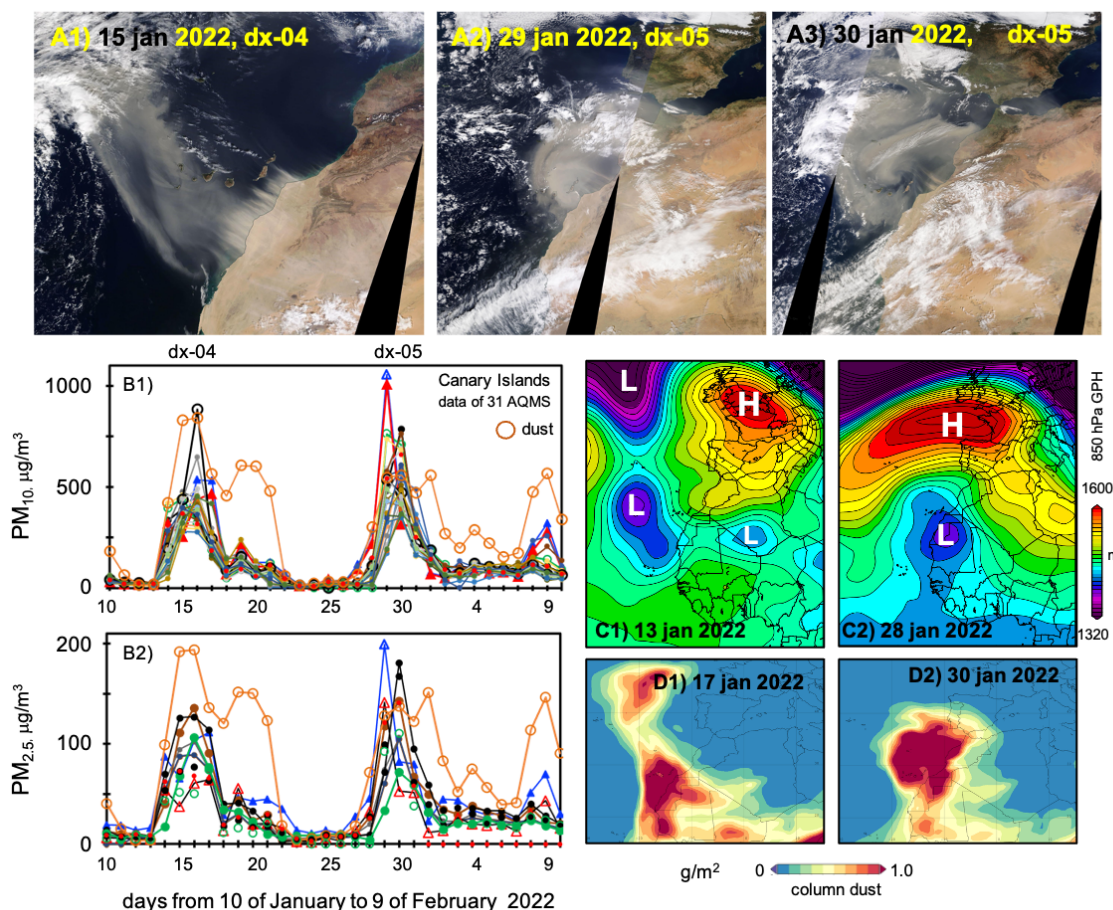 A1) 15 jan 2022, dx-04
A2) 29 jan 2022, dx-05
A3) 30 jan 2022, dx-05
dx-04
dx-05
B1)
Canary Islands
data of 31 AQMS
dust
PM10, µg/m³
1000
500
0
10 15 20 25 30 4 9
L
H
L
L
C1) 13 jan 2022
H
L
C2) 28 jan 2022
850 hPa GPH
1600
m
1320
B2)
PM2.5, µg/m³
200
100
0
10 15 20 25 30 4 9
days from 10 of January to 9 of February 2022
D1) 17 jan 2022
D2) 30 jan 2022
g/m² 0 1.0
column dust